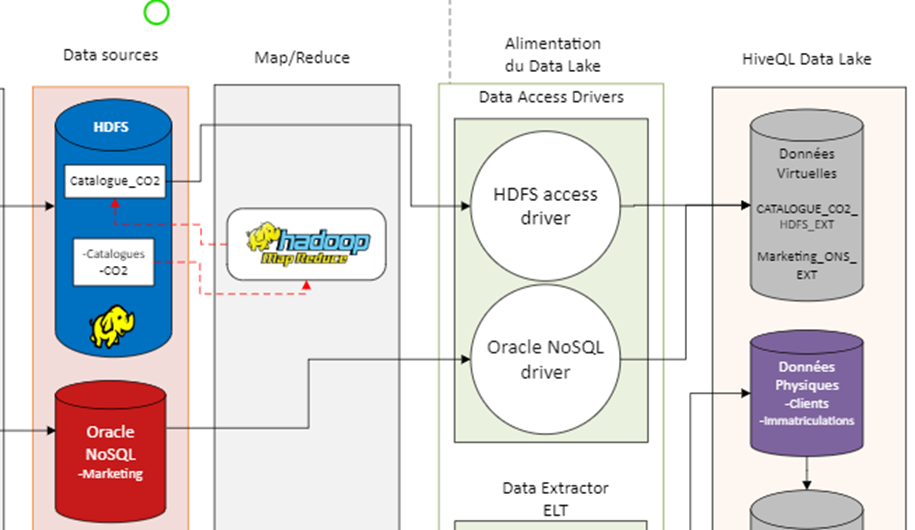 Data sources
Map/Reduce
Alimentation
du Data Lake
HiveQL Data Lake
HDFS
Catalogue_CO2
-Catalogues
-CO2
Oracle
NoSQL
-Marketing
hadoop
Map Reduce
Data Access Drivers
HDFS access
driver
Oracle NoSQL
driver
Data Extractor
ELT
Données
Virtuelles
CATALOGUE_CO2_
HDFS_EXT
Marketing_ONS_
EXT
Données
Physiques
-Clients
-Immatriculations